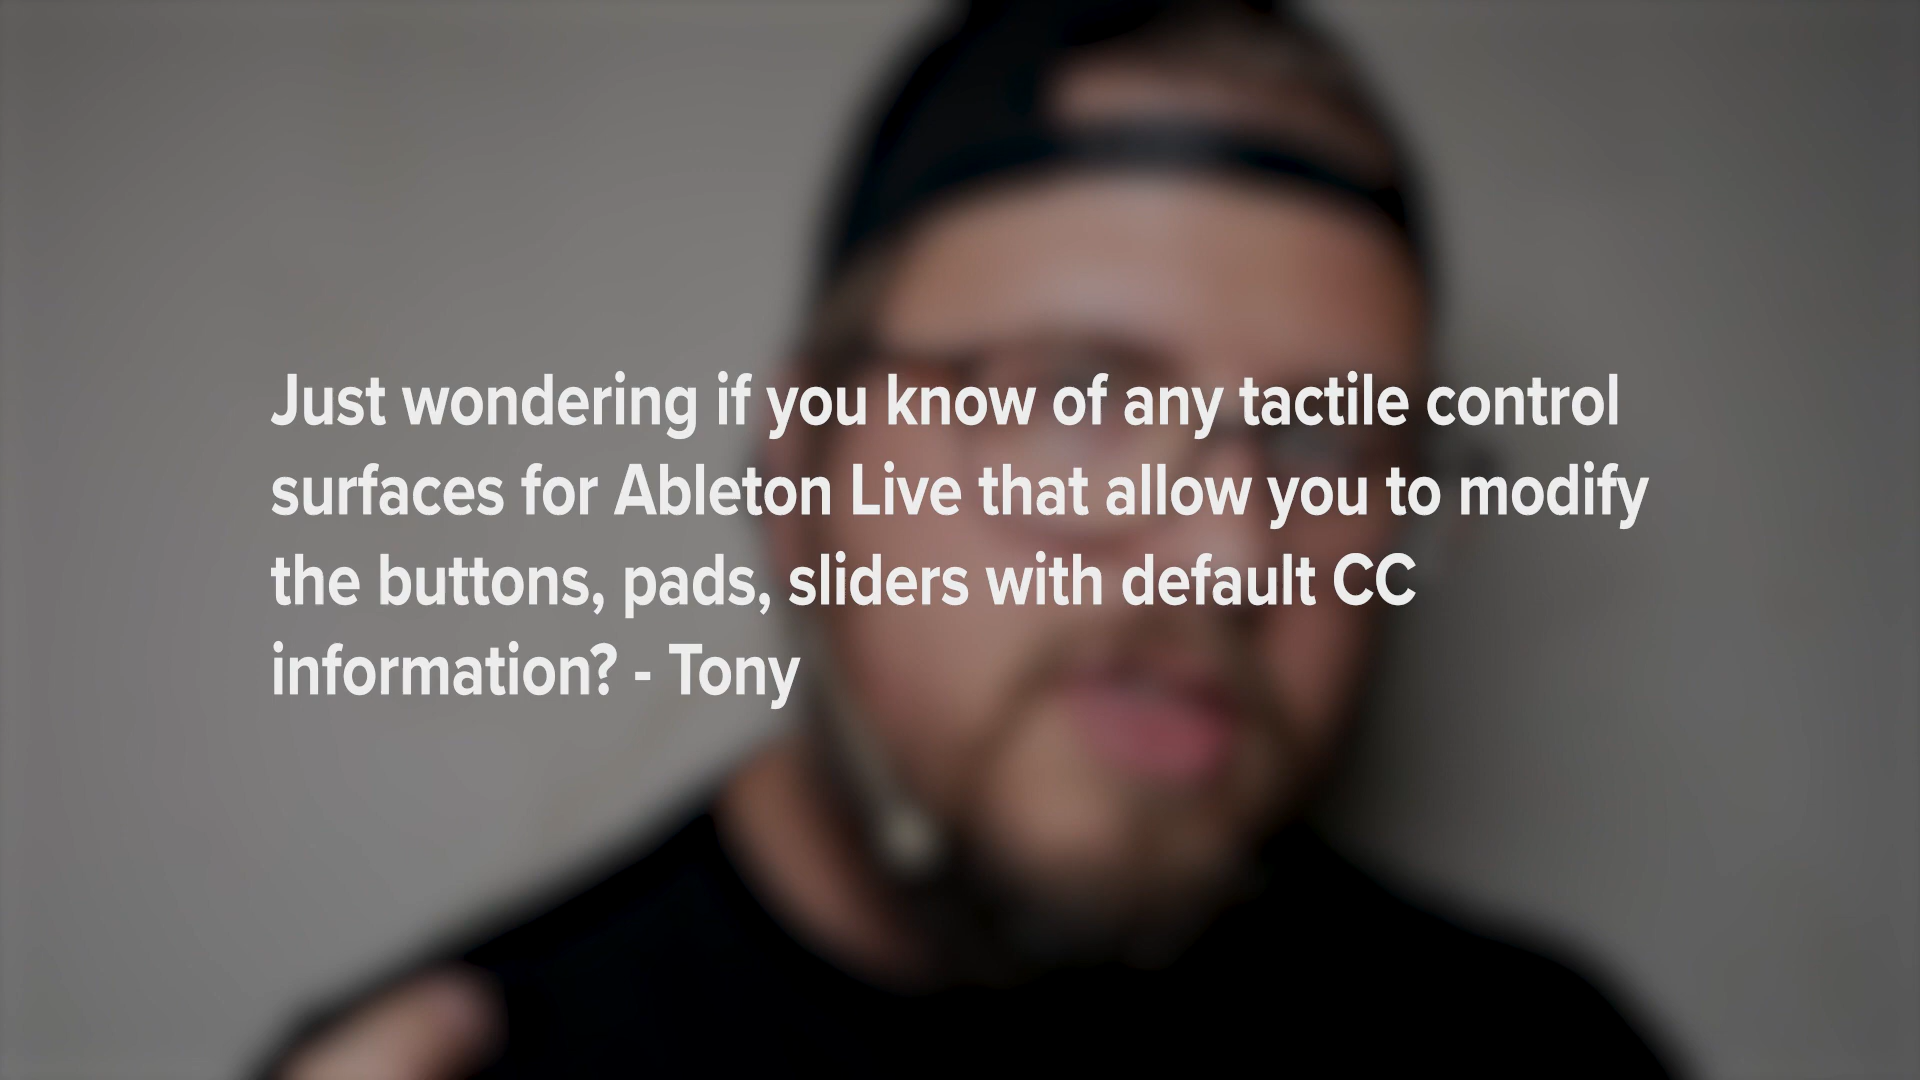 Just wondering if you know of any tactile control
surfaces for Ableton Live that allow you to modify
the buttons, pads, sliders with default CC
information? - Tony